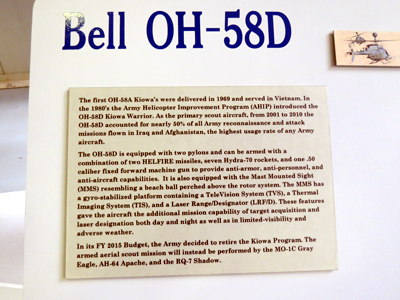 Bell OH-58D
The first OH-58A Kiowa's were delivered in 1969 and served in Vietnam. In
the 1980's the Army Helicopter Improvement Program (AHIP) introduced the
OH-58D Kiowa Warrior. As the primary scout aircraft, from 2001 to 2010 the
OH-58D accounted for nearly 50% of all Army reconnaissance and attack
missions flown in Iraq and Afghanistan, the highest usage rate of any Army
aircraft.
The OH-58D is equipped with two pylons and can be armed with a
combination of two HELFIRE missiles, seven Hydra-70 rockets, and one .50
caliber fixed forward machine gun to provide anti-armor, anti-personnel, and
anti-aircraft capabilities. It is also equipped with the Mast Mounted Sight
(MMS) resembling a beach ball perched above the rotor system. The MMS has
a gyro-stabilized platform containing a TeleVision System (TVS), a Thermal
Imaging System (TIS), and a Laser Range/Designator (LRF/D). These features
gave the aircraft the additional mission capability of target acquisition and
laser designation both day and night as well as in limited-visibility and
adverse weather.
In its FY 2015 Budget, the Army decided to retire the Kiowa Program. The
armed aerial scout mission will instead be performed by the MO-1C Gray
Eagle, AH-64 Apache, and the RQ-7 Shadow.